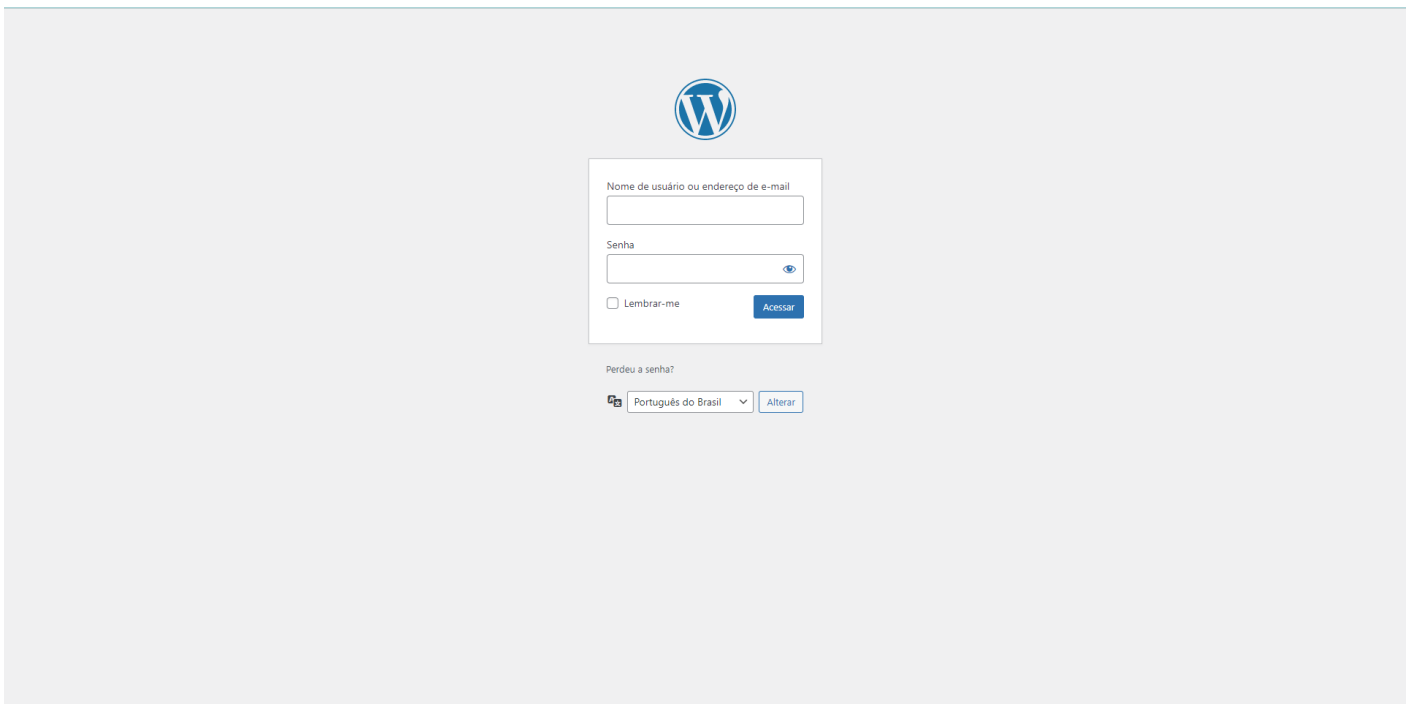 Nome de usuário ou endereço de e-mail
Senha
Lembrar-me
Acessar
Perdeu a senha?
Português do Brasil
Alterar